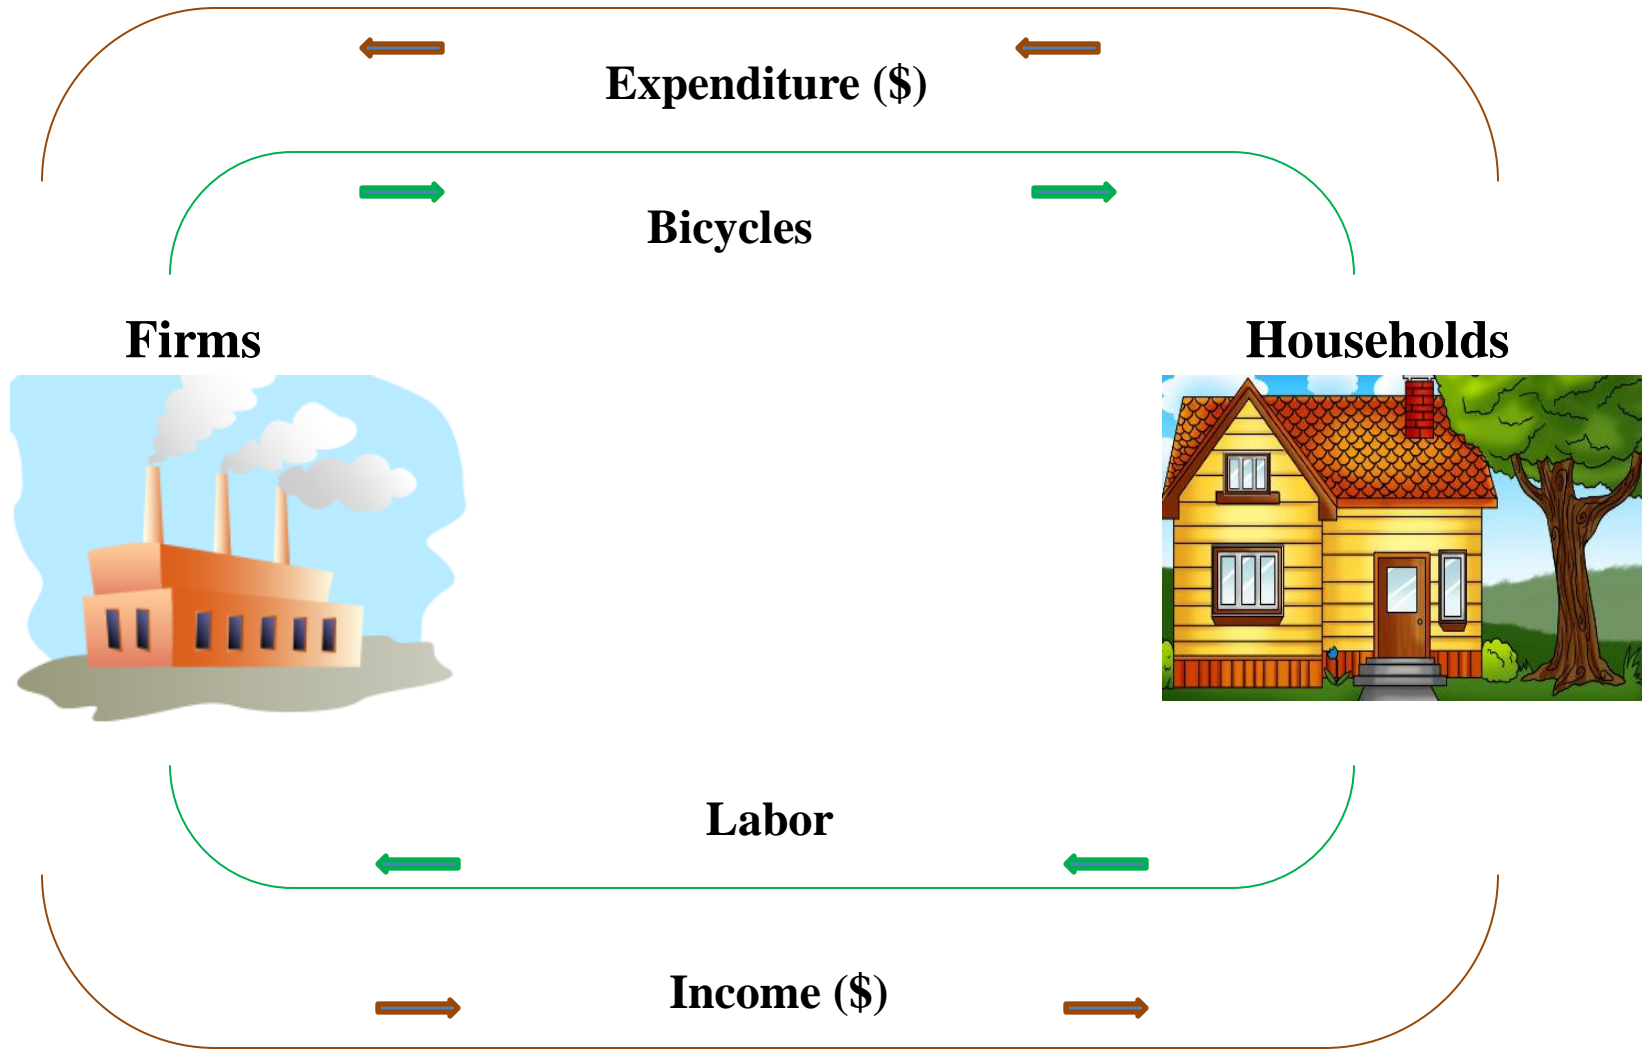 Expenditure ($)
Bicycles
Firms
Households
Labor
Income ($)